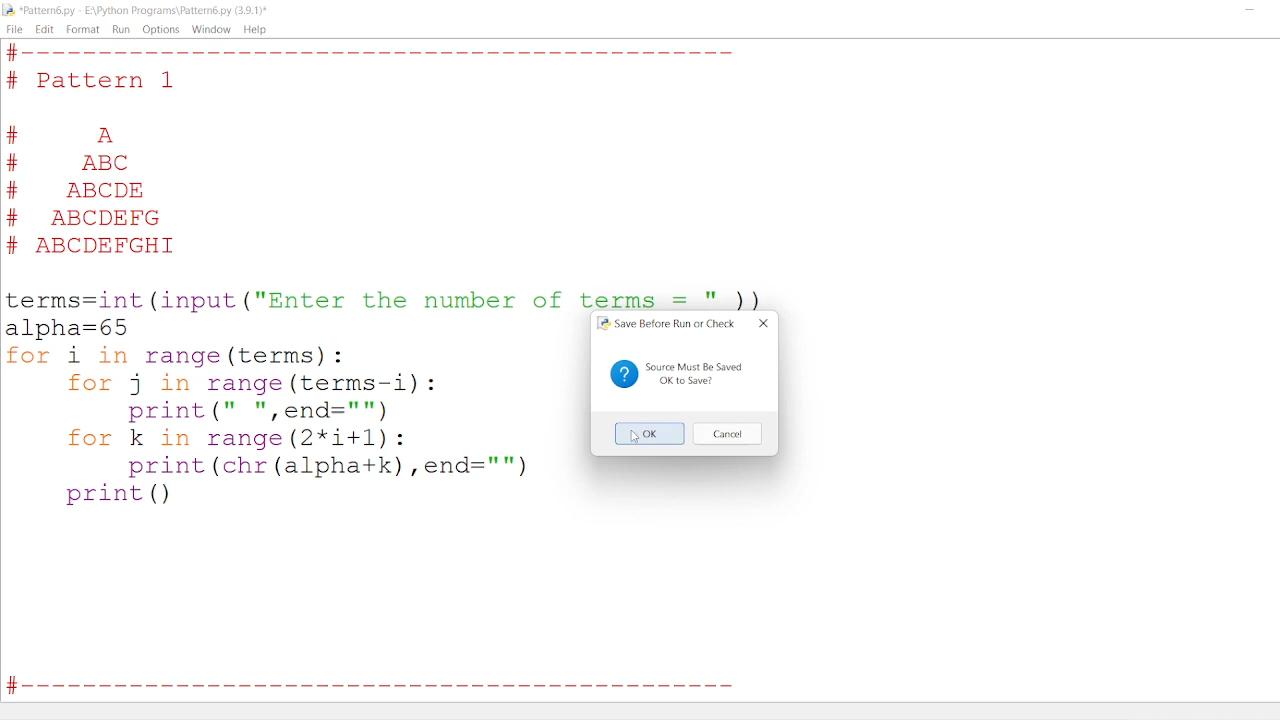 *Pattern6.py - E:\Python Programs\Pattern6.py (3.9.1)*
File Edit Format Run Options Window Help
#----------------------------------------------
# Pattern 1
#      A
#     ABC
#    ABCDE
#   ABCDEFG
#  ABCDEFGHI
terms=int(input("Enter the number of terms = " ))
alpha=65
for i in range(terms):
    for j in range(terms-i):
        print(" ",end="")
    for k in range(2*i+1):
        print(chr(alpha+k),end="")
    print()
#----------------------------------------------
Save Before Run or Check
Source Must Be Saved
OK to Save?
OK Cancel